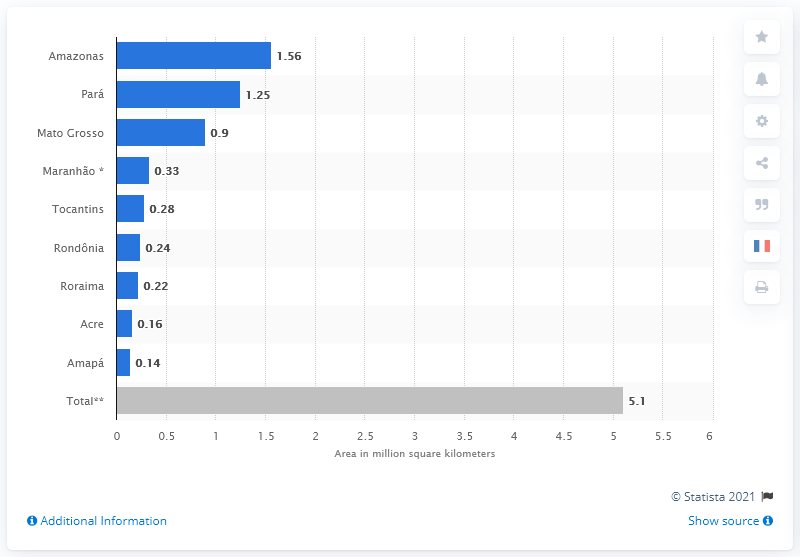 Amazonas 1.56
Pará 1.25
Mato Grosso 0.9
Maranhão * 0.33
Tocantins 0.28
Rondônia 0.24
Roraima 0.22
Acre 0.16
Amapá 0.14
Total** 5.1
0 0.5 1 1.5 2 2.5 3 3.5 4 4.5 5 5.5 6
Area in million square kilometers
© Statista 2021
Additional Information Show source